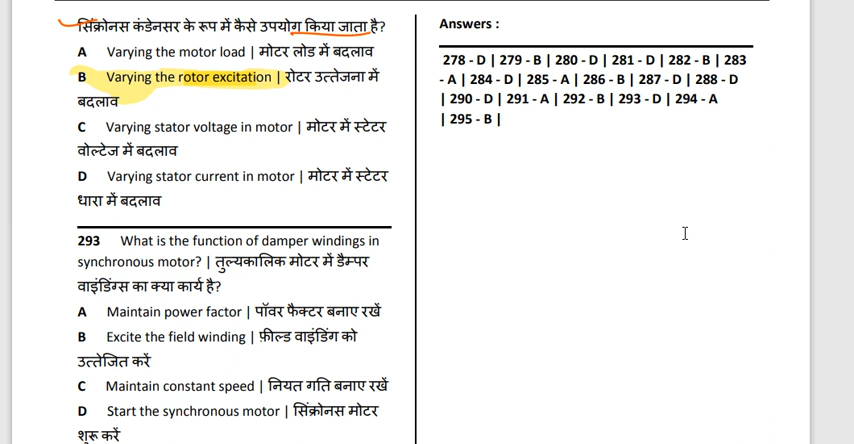 सिंक्रोनस कंडेनसर के रूप में कैसे उपयोग किया जाता है?
A Varying the motor load | मोटर लोड में बदलाव
B Varying the rotor excitation | रोटर उत्तेजना में
बदलाव
C Varying stator voltage in motor | मोटर में स्टेटर
वोल्टेज में बदलाव
D Varying stator current in motor | मोटर में स्टेटर
धारा में बदलाव
293 What is the function of damper windings in
synchronous motor? | तुल्यकालिक मोटर में डैम्पर
वाइंडिंग्स का क्या कार्य है?
A Maintain power factor | पॉवर फैक्टर बनाए रखें
B Excite the field winding | फ़ील्ड वाइंडिंग को
उत्तेजित करें
C Maintain constant speed | नियत गति बनाए रखें
D Start the synchronous motor | सिंक्रोनस मोटर
शुरू करें
Answers :
278 - D | 279 - B | 280 - D | 281 - D | 282 - B | 283
- A | 284 - D | 285 - A | 286 - B | 287 - D | 288 - D
| 290 - D | 291 - A | 292 - B | 293 - D | 294 - A
| 295 - B |